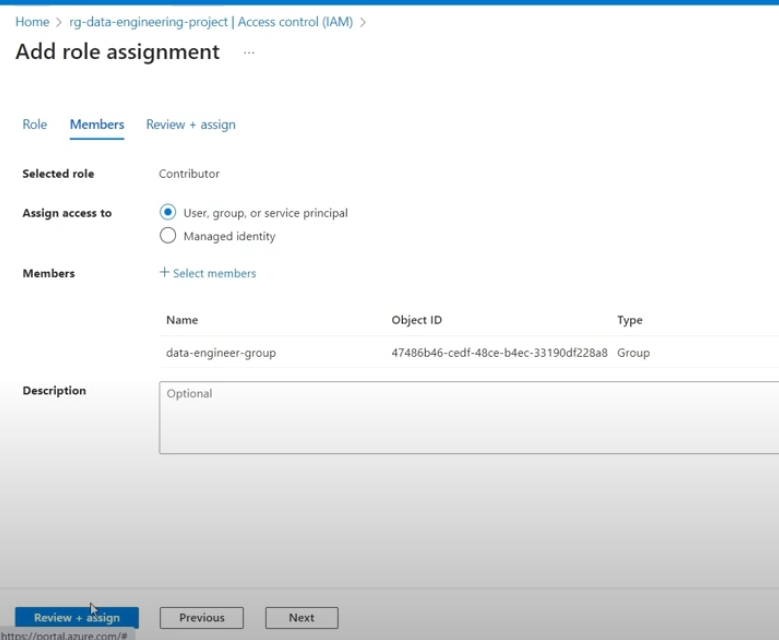 Home > rg-data-engineering-project | Access control (IAM) >
Add role assignment ...
Role Members Review + assign
Selected role Contributor
Assign access to User, group, or service principal
Managed identity
Members + Select members
Name Object ID Type
data-engineer-group 47486b46-cedf-48ce-b4ec-33190df228a8 Group
Description Optional
Review + assign Previous Next
https://portal.azure.com/#